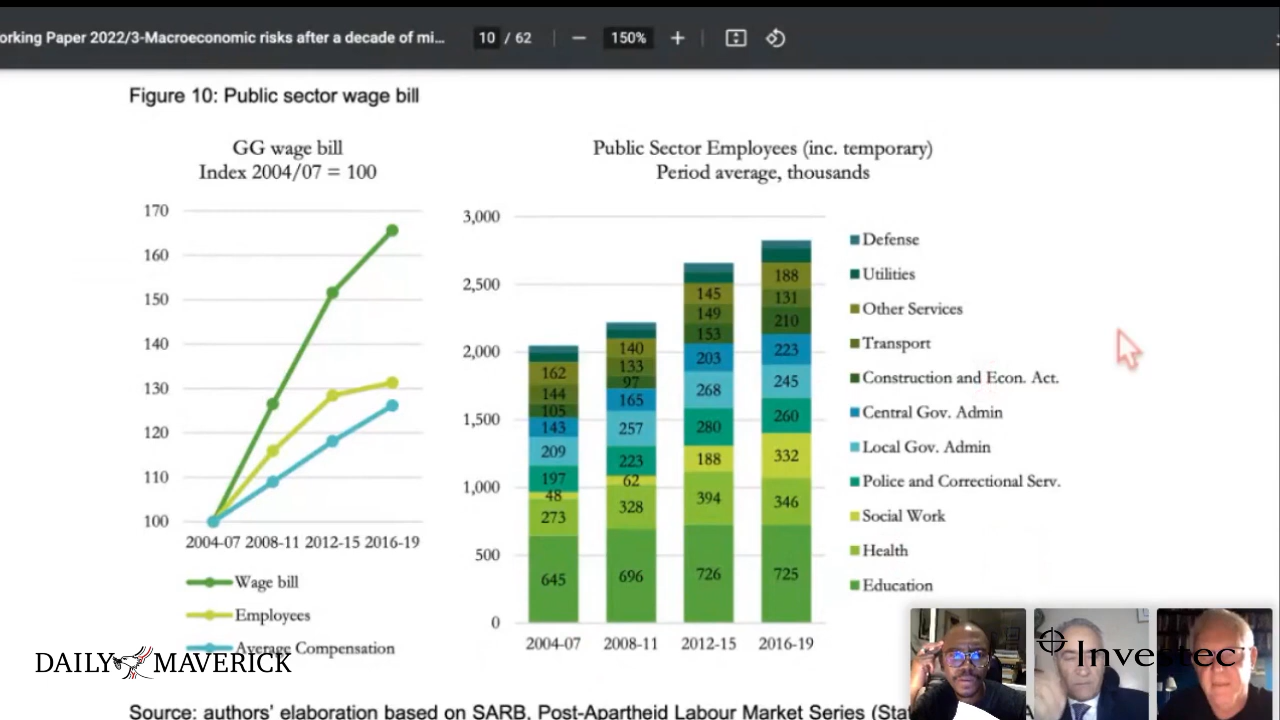 orking Paper 2022/3-Macroeconomic risks after a decade of mi... 10 / 62 − 150% +
Figure 10: Public sector wage bill
GG wage bill
Index 2004/07 = 100
170
160
150
140
130
120
110
100
2004-07 2008-11 2012-15 2016-19
Wage bill
Employees
Average Compensation
Public Sector Employees (inc. temporary)
Period average, thousands
3,000
2,500
2,000
1,500
1,000
500
0
162
144
105
143
209
197
48
273
645
140
133
97
165
257
223
62
328
696
145
149
153
203
268
280
188
394
726
188
131
210
223
245
260
332
346
725
2004-07 2008-11 2012-15 2016-19
Defense
Utilities
Other Services
Transport
Construction and Econ. Act.
Central Gov. Admin
Local Gov. Admin
Police and Correctional Serv.
Social Work
Health
Education
DAILY MAVERICK
Investec
Source: authors' elaboration based on SARB, Post-Apartheid Labour Market Series (Stat